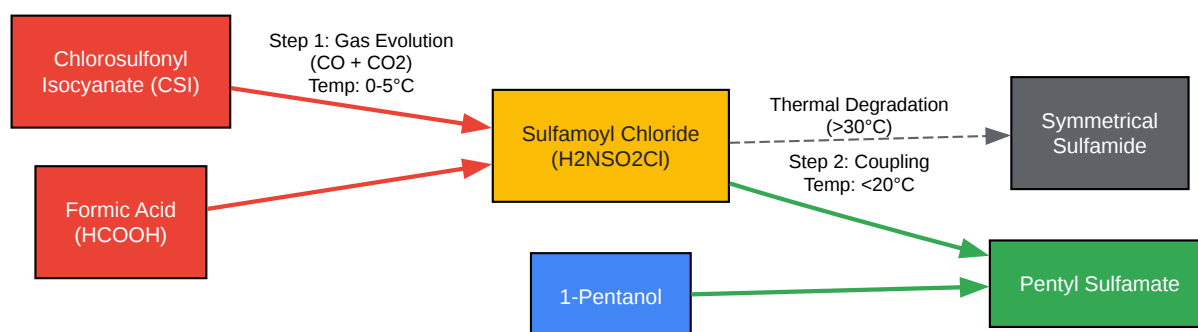 Chlorosulfonyl
Isocyanate (CSI)
Step 1: Gas Evolution
(CO + CO2)
Temp: 0-5°C
Formic Acid
(HCOOH)
Sulfamoyl Chloride
(H2NSO2Cl)
Thermal Degradation
(>30°C)
Step 2: Coupling
Temp: <20°C
Symmetrical
Sulfamide
1-Pentanol
Pentyl Sulfamate